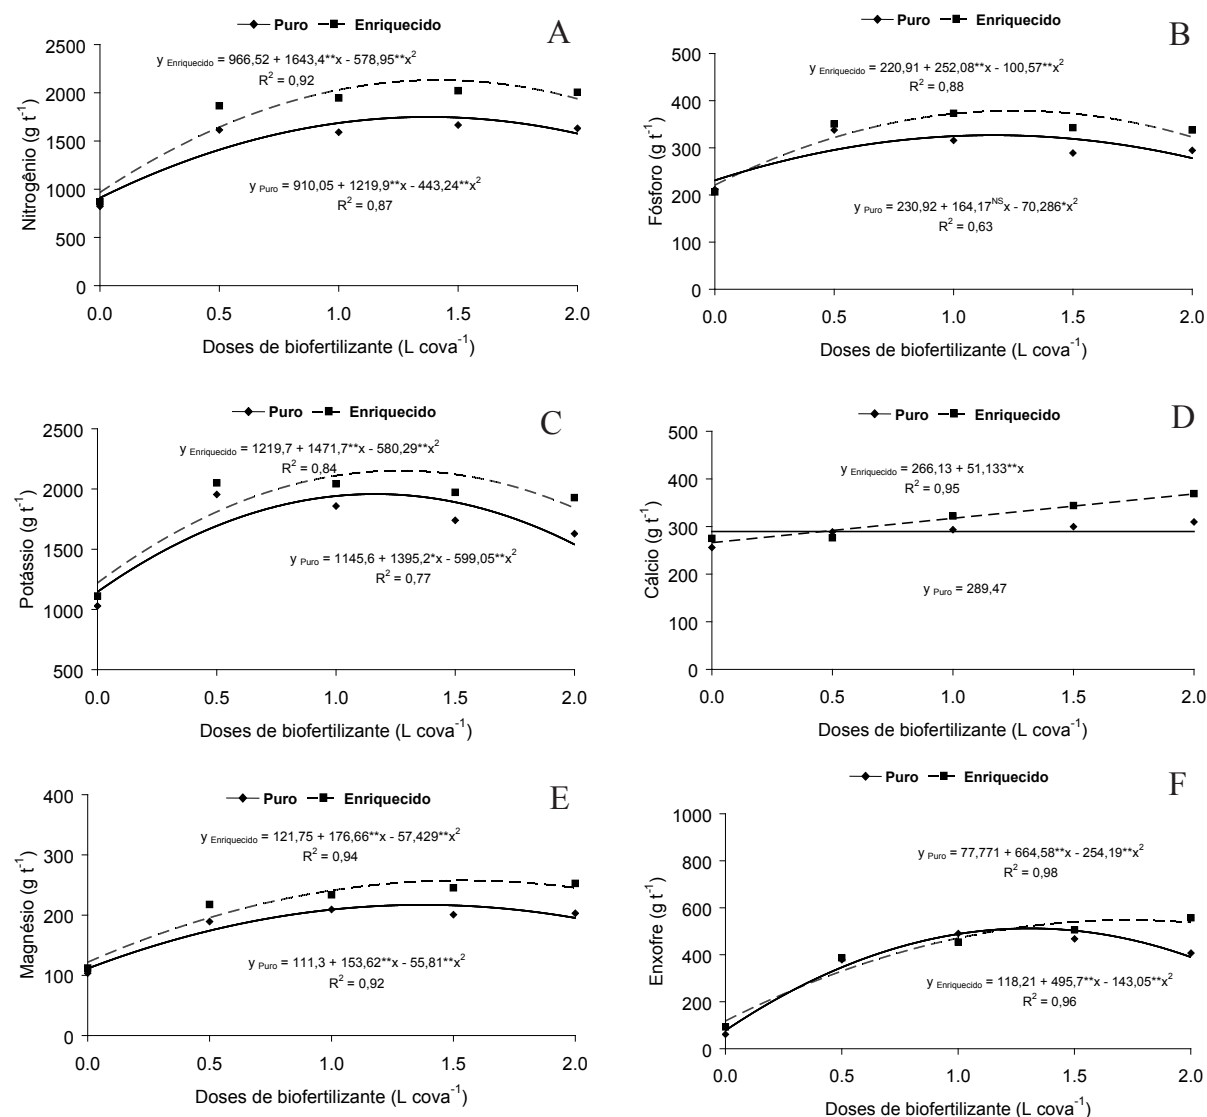 Puro Enriquecido
A
y Enriquecido = 966,52 + 1643,4**x - 578,95**x²
R² = 0,92
y Puro = 910,05 + 1219,9**x - 443,24**x²
R² = 0,87
Nitrogênio (g t⁻¹)
2500
2000
1500
1000
500
0
0.0 0.5 1.0 1.5 2.0
Doses de biofertilizante (L cova⁻¹)
Puro Enriquecido
B
y Enriquecido = 220,91 + 252,08**x - 100,57**x²
R² = 0,88
y Puro = 230,92 + 164,17ᴺˢx - 70,286*x²
R² = 0,63
Fósforo (g t⁻¹)
500
400
300
200
100
0
0.0 0.5 1.0 1.5 2.0
Doses de biofertilizante (L cova⁻¹)
Puro Enriquecido
C
y Enriquecido = 1219,7 + 1471,7**x - 580,29**x²
R² = 0,84
y Puro = 1145,6 + 1395,2*x - 599,05**x²
R² = 0,77
Potássio (g t⁻¹)
2500
2000
1500
1000
500
0.0 0.5 1.0 1.5 2.0
Doses de biofertilizante (L cova⁻¹)
Puro Enriquecido
D
y Enriquecido = 266,13 + 51,133**x
R² = 0,95
y Puro = 289,47
Cálcio (g t⁻¹)
500
400
300
200
100
0
0.0 0.5 1.0 1.5 2.0
Doses de biofertilizante (L cova⁻¹)
Puro Enriquecido
E
y Enriquecido = 121,75 + 176,66**x - 57,429**x²
R² = 0,94
y Puro = 111,3 + 153,62**x - 55,81**x²
R² = 0,92
Magnésio (g t⁻¹)
400
300
200
100
0
0.0 0.5 1.0 1.5 2.0
Doses de biofertilizante (L cova⁻¹)
Puro Enriquecido
F
y Puro = 77,771 + 664,58**x - 254,19**x²
R² = 0,98
y Enriquecido = 118,21 + 495,7**x - 143,05**x²
R² = 0,96
Enxofre (g t⁻¹)
1000
800
600
400
200
0
0.0 0.5 1.0 1.5 2.0
Doses de biofertilizante (L cova⁻¹)